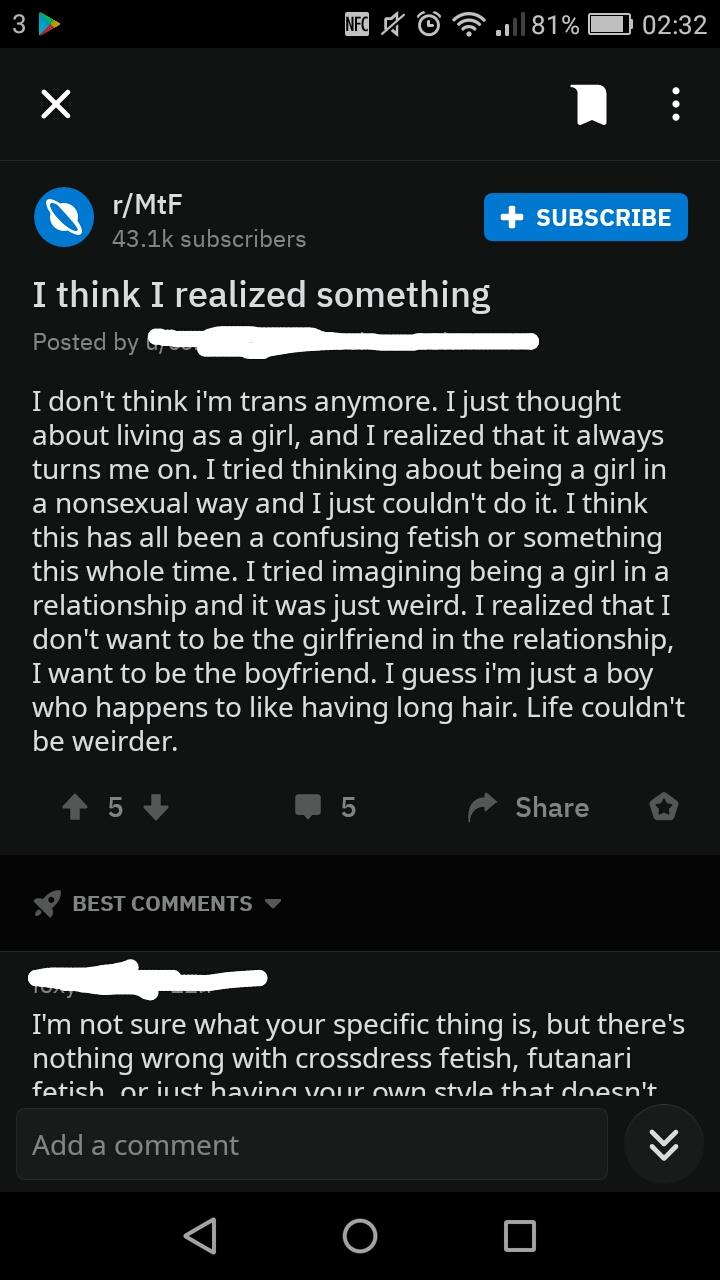 3 NFC 81% 02:32
r/MtF
43.1k subscribers
SUBSCRIBE
I think I realized something
Posted by
I don't think i'm trans anymore. I just thought
about living as a girl, and I realized that it always
turns me on. I tried thinking about being a girl in
a nonsexual way and I just couldn't do it. I think
this has all been a confusing fetish or something
this whole time. I tried imagining being a girl in a
relationship and it was just weird. I realized that I
don't want to be the girlfriend in the relationship,
I want to be the boyfriend. I guess i'm just a boy
who happens to like having long hair. Life couldn't
be weirder.
5 5 Share
BEST COMMENTS
I'm not sure what your specific thing is, but there's
nothing wrong with crossdress fetish, futanari
fetish, or just having your own style that doesn't
Add a comment